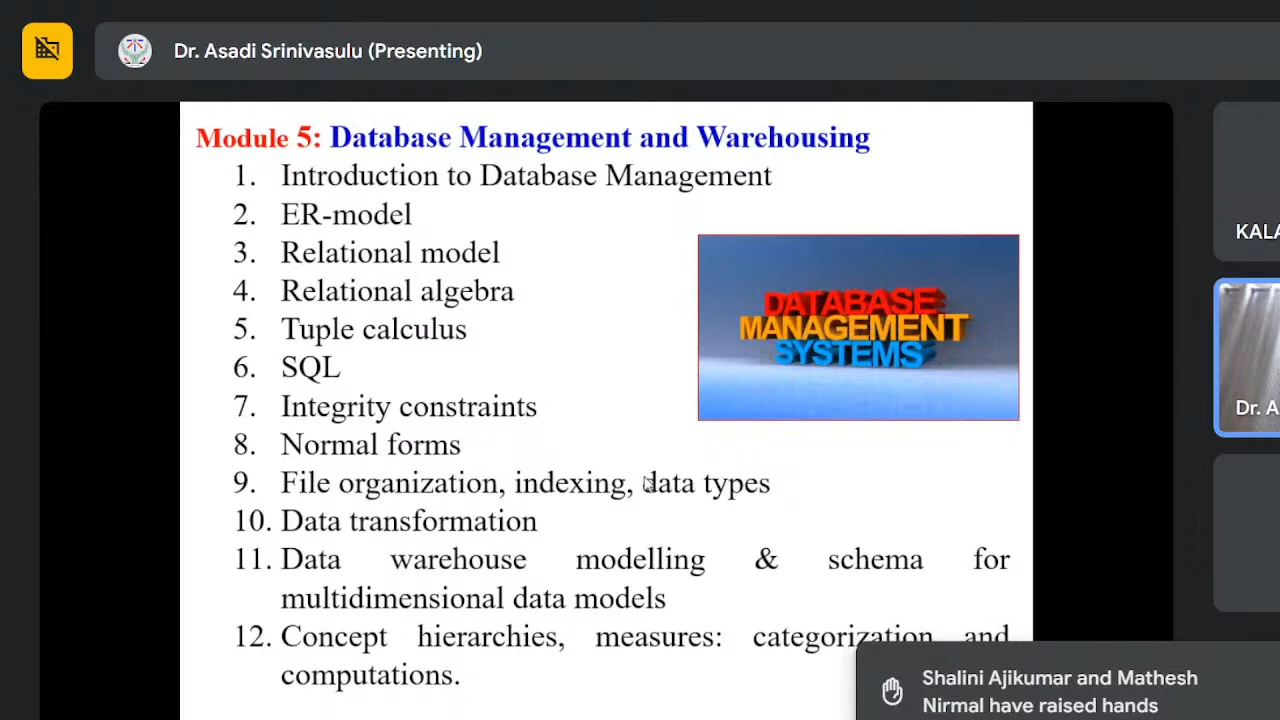 Dr. Asadi Srinivasulu (Presenting)
Module 5: Database Management and Warehousing
1. Introduction to Database Management
2. ER-model
3. Relational model
4. Relational algebra
5. Tuple calculus
6. SQL
7. Integrity constraints
8. Normal forms
9. File organization, indexing, data types
10. Data transformation
11. Data warehouse modelling & schema for
multidimensional data models
12. Concept hierarchies, measures: categorization and
computations.
DATABASE
MANAGEMENT
SYSTEMS
KALA
Dr. A
Shalini Ajikumar and Mathesh
Nirmal have raised hands